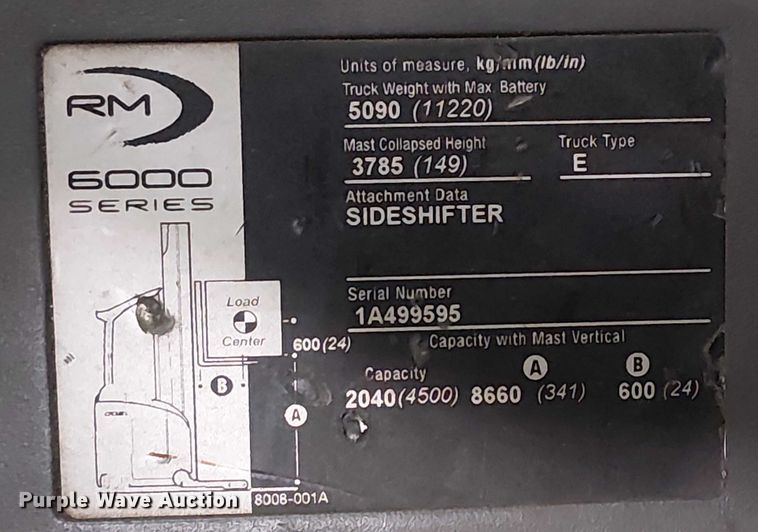 RM
6000
SERIES
Load
Center
600 (24)
B
A
CROWN
8008-001A
Units of measure, kg/mm (lb/in)
Truck Weight with Max. Battery
5090 (11220)
Mast Collapsed Height
3785 (149)
Truck Type
E
Attachment Data
SIDESHIFTER
Serial Number
1A499595
Capacity with Mast Vertical
Capacity A B
2040 (4500) 8660 (341) 600 (24)
Purple Wave Auction